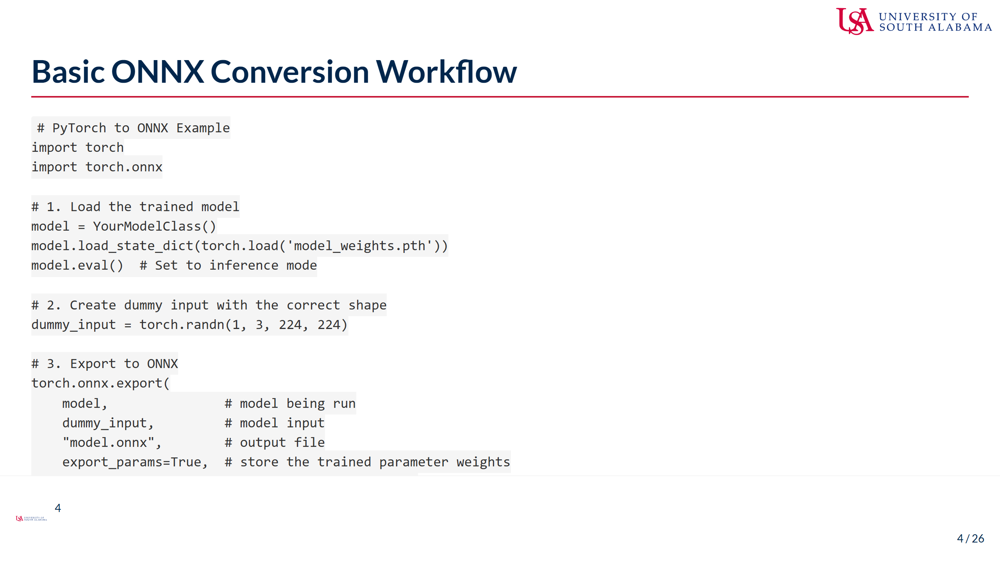 USA UNIVERSITY OF
SOUTH ALABAMA
Basic ONNX Conversion Workflow
# PyTorch to ONNX Example
import torch
import torch.onnx
# 1. Load the trained model
model = YourModelClass()
model.load_state_dict(torch.load('model_weights.pth'))
model.eval()  # Set to inference mode
# 2. Create dummy input with the correct shape
dummy_input = torch.randn(1, 3, 224, 224)
# 3. Export to ONNX
torch.onnx.export(
    model,               # model being run
    dummy_input,         # model input
    "model.onnx",        # output file
    export_params=True,  # store the trained parameter weights
4
USA UNIVERSITY OF
SOUTH ALABAMA
4 / 26